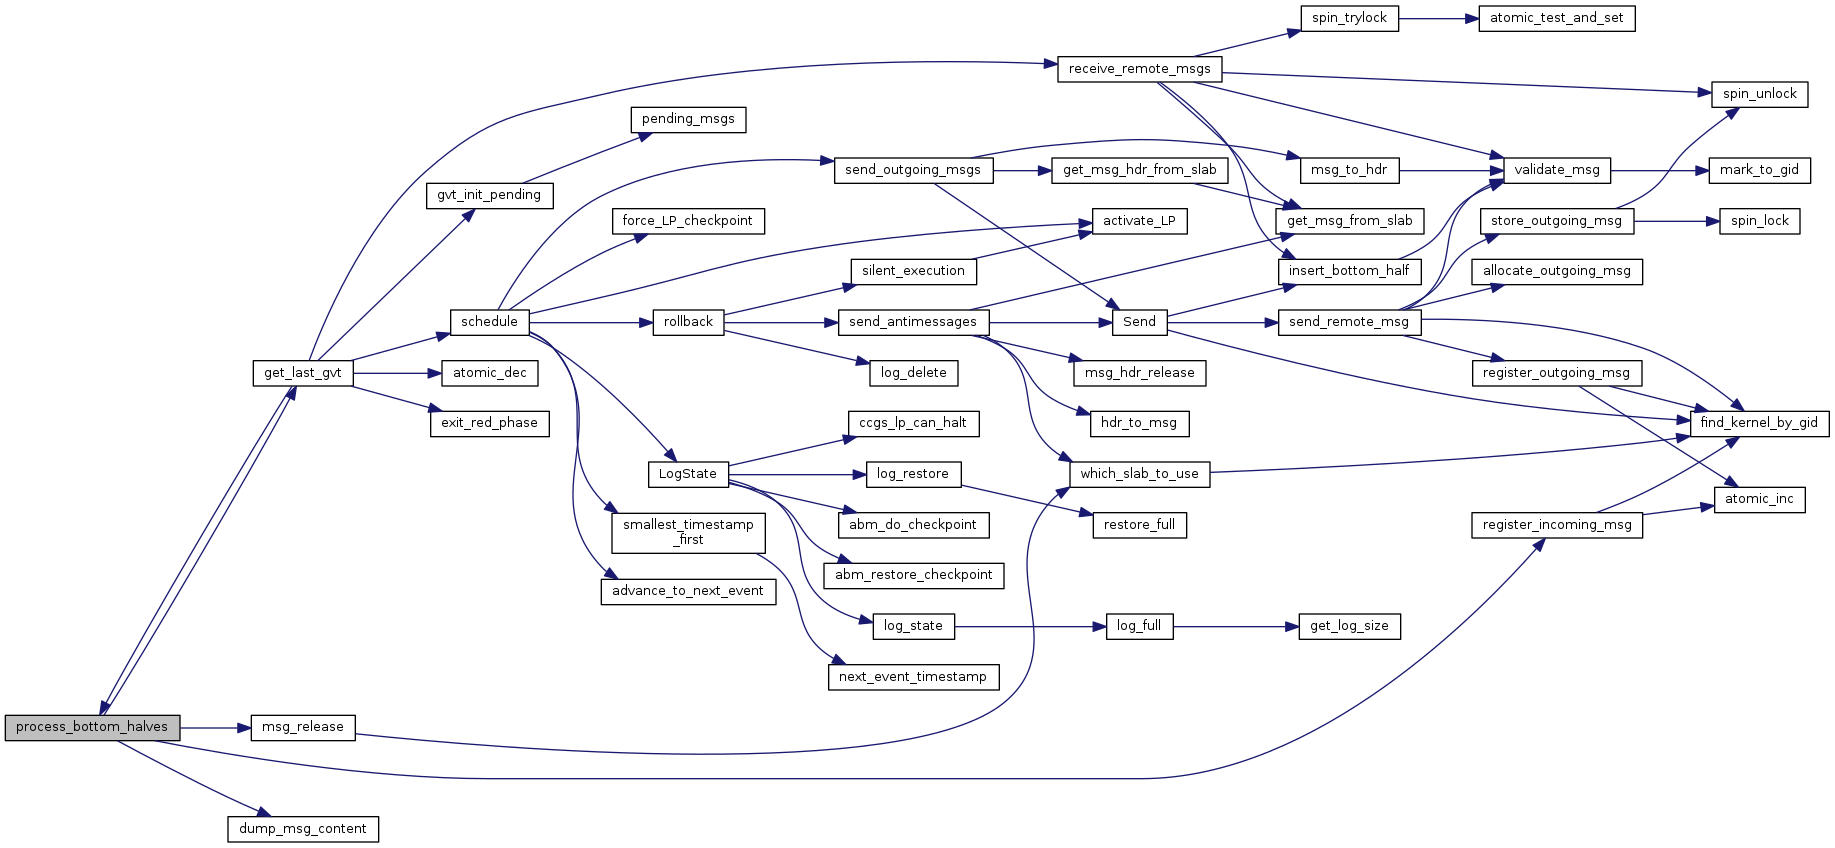 spin_trylock
atomic_test_and_set
receive_remote_msgs
spin_unlock
pending_msgs
send_outgoing_msgs
get_msg_hdr_from_slab
msg_to_hdr
validate_msg
mark_to_gid
gvt_init_pending
force_LP_checkpoint
activate_LP
get_msg_from_slab
store_outgoing_msg
spin_lock
silent_execution
insert_bottom_half
allocate_outgoing_msg
schedule
rollback
send_antimessages
Send
send_remote_msg
get_last_gvt
atomic_dec
log_delete
msg_hdr_release
register_outgoing_msg
exit_red_phase
ccgs_lp_can_halt
hdr_to_msg
find_kernel_by_gid
LogState
log_restore
which_slab_to_use
atomic_inc
smallest_timestamp
_first
abm_do_checkpoint
restore_full
register_incoming_msg
abm_restore_checkpoint
advance_to_next_event
log_state
log_full
get_log_size
next_event_timestamp
process_bottom_halves
msg_release
dump_msg_content